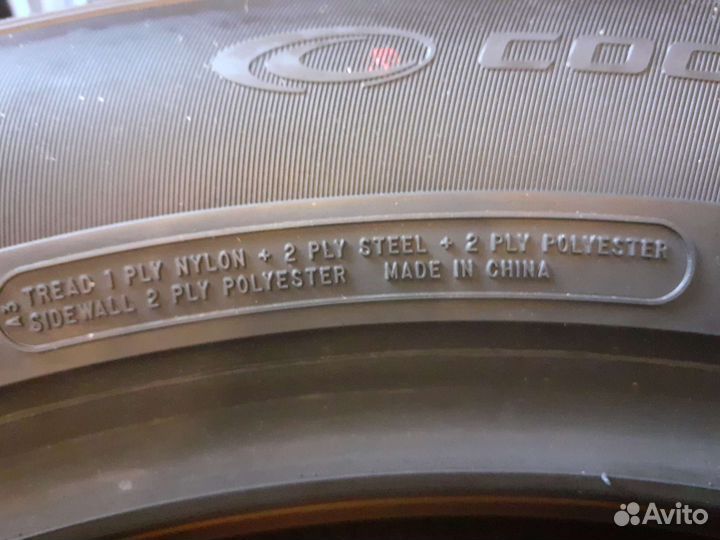 COO
A3
TREAD 1 PLY NYLON + 2 PLY STEEL + 2 PLY POLYESTER
SIDEWALL 2 PLY POLYESTER MADE IN CHINA
Avito